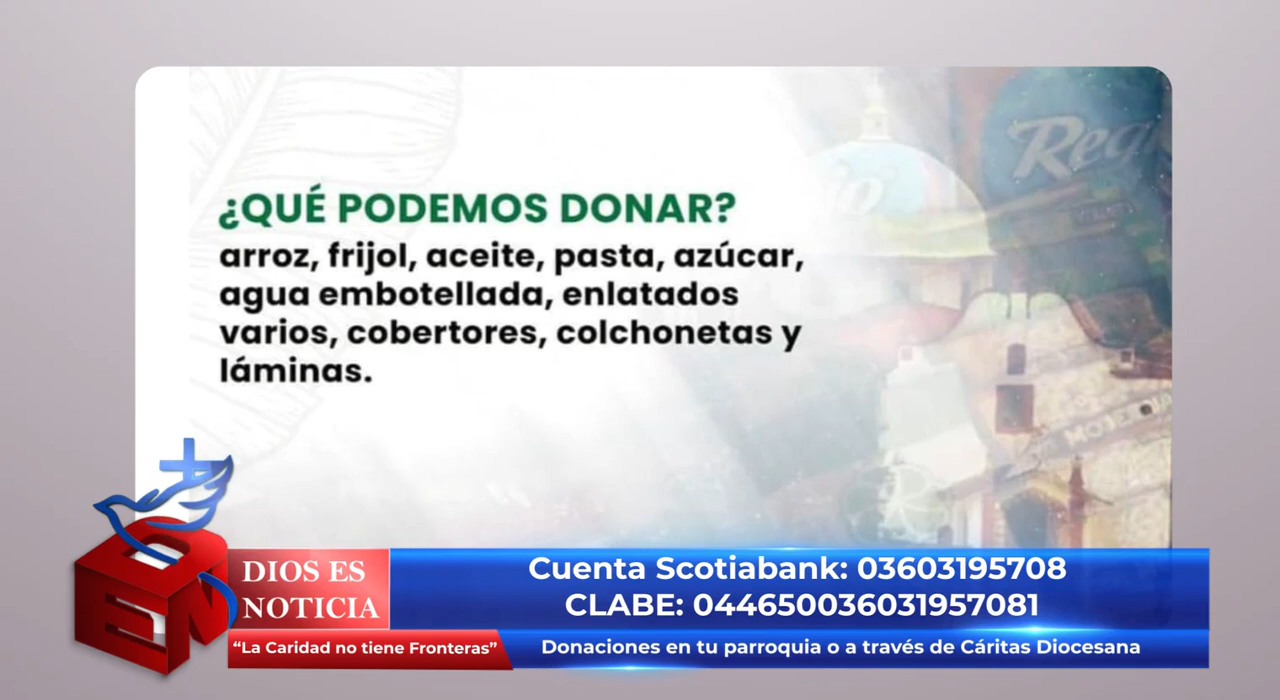 ¿QUÉ PODEMOS DONAR?
arroz, frijol, aceite, pasta, azúcar,
agua embotellada, enlatados
varios, cobertores, colchonetas y
láminas.
DEN
DIOS ES
NOTICIA
Cuenta Scotiabank: 03603195708
CLABE: 044650036031957081
“La Caridad no tiene Fronteras”
Donaciones en tu parroquia o a través de Cáritas Diocesana